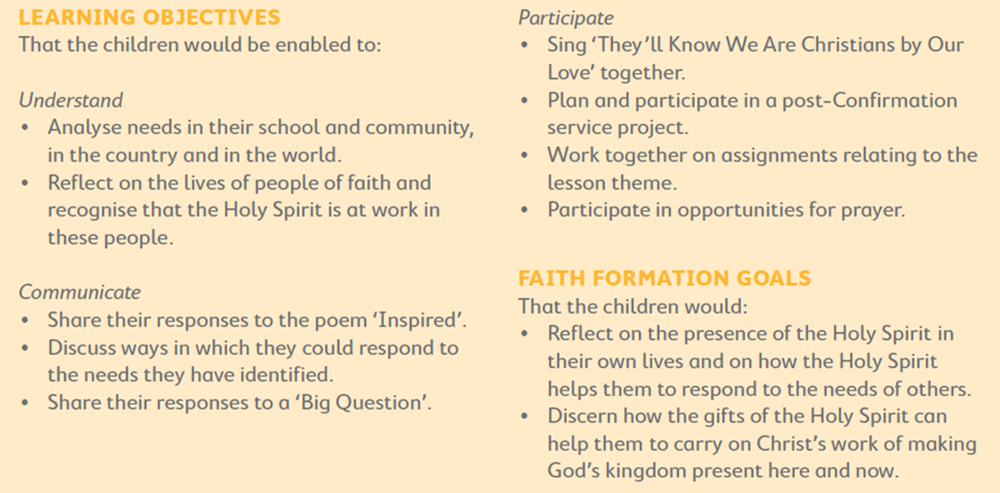 LEARNING OBJECTIVES
That the children would be enabled to:
Understand
• Analyse needs in their school and community,
in the country and in the world.
• Reflect on the lives of people of faith and
recognise that the Holy Spirit is at work in
these people.
Communicate
• Share their responses to the poem ‘Inspired’.
• Discuss ways in which they could respond to
the needs they have identified.
• Share their responses to a ‘Big Question’.
Participate
• Sing ‘They’ll Know We Are Christians by Our
Love’ together.
• Plan and participate in a post-Confirmation
service project.
• Work together on assignments relating to the
lesson theme.
• Participate in opportunities for prayer.
FAITH FORMATION GOALS
That the children would:
• Reflect on the presence of the Holy Spirit in
their own lives and on how the Holy Spirit
helps them to respond to the needs of others.
• Discern how the gifts of the Holy Spirit can
help them to carry on Christ’s work of making
God’s kingdom present here and now.